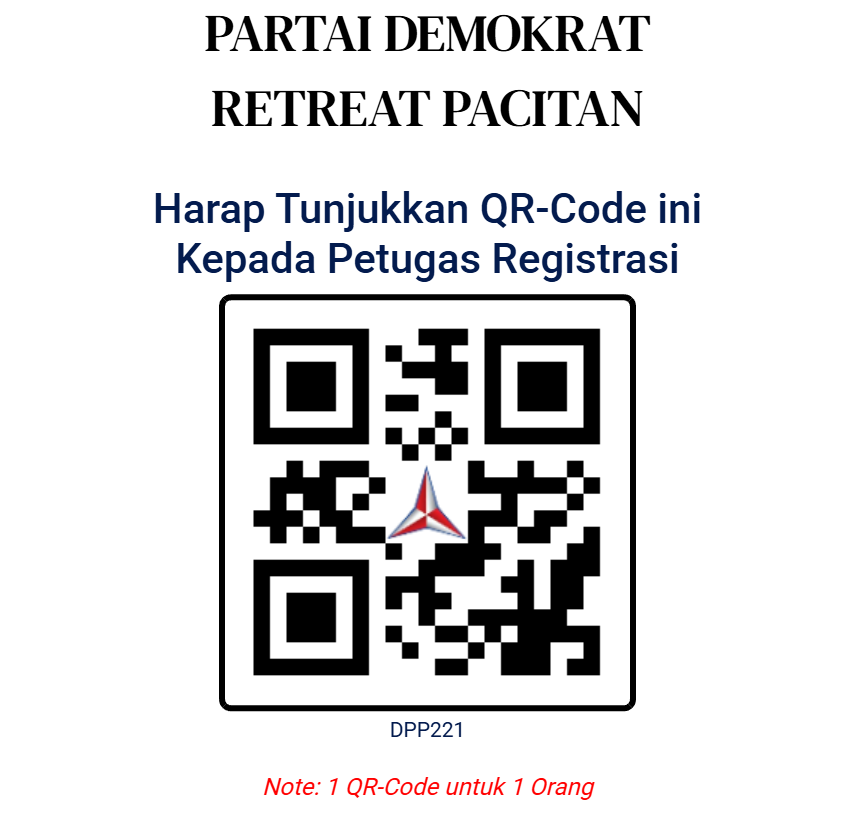 PARTAI DEMOKRAT
RETREAT PACITAN
Harap Tunjukkan QR-Code ini
Kepada Petugas Registrasi
DPP221
Note: 1 QR-Code untuk 1 Orang